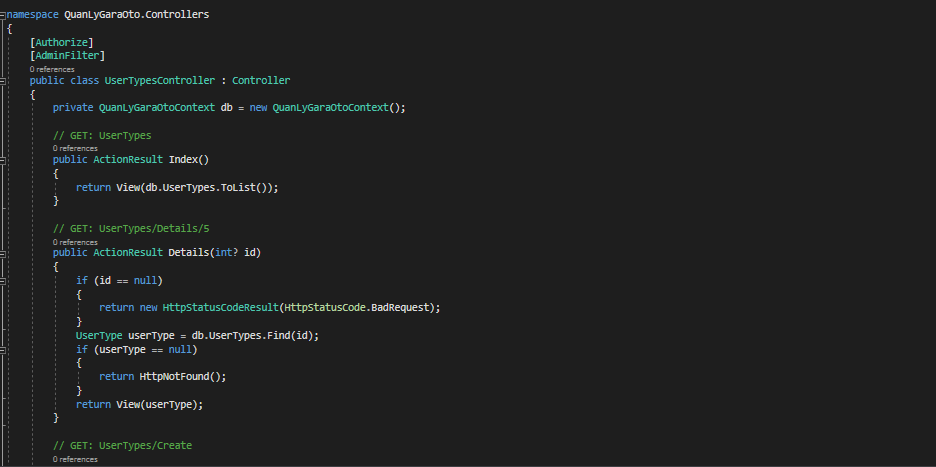 namespace QuanLyGaraOto.Controllers
{
[Authorize]
[AdminFilter]
0 references
public class UserTypesController : Controller
{
private QuanLyGaraOtoContext db = new QuanLyGaraOtoContext();
// GET: UserTypes
0 references
public ActionResult Index()
{
return View(db.UserTypes.ToList());
}
// GET: UserTypes/Details/5
0 references
public ActionResult Details(int? id)
{
if (id == null)
{
return new HttpStatusCodeResult(HttpStatusCode.BadRequest);
}
UserType userType = db.UserTypes.Find(id);
if (userType == null)
{
return HttpNotFound();
}
return View(userType);
}
// GET: UserTypes/Create
0 references